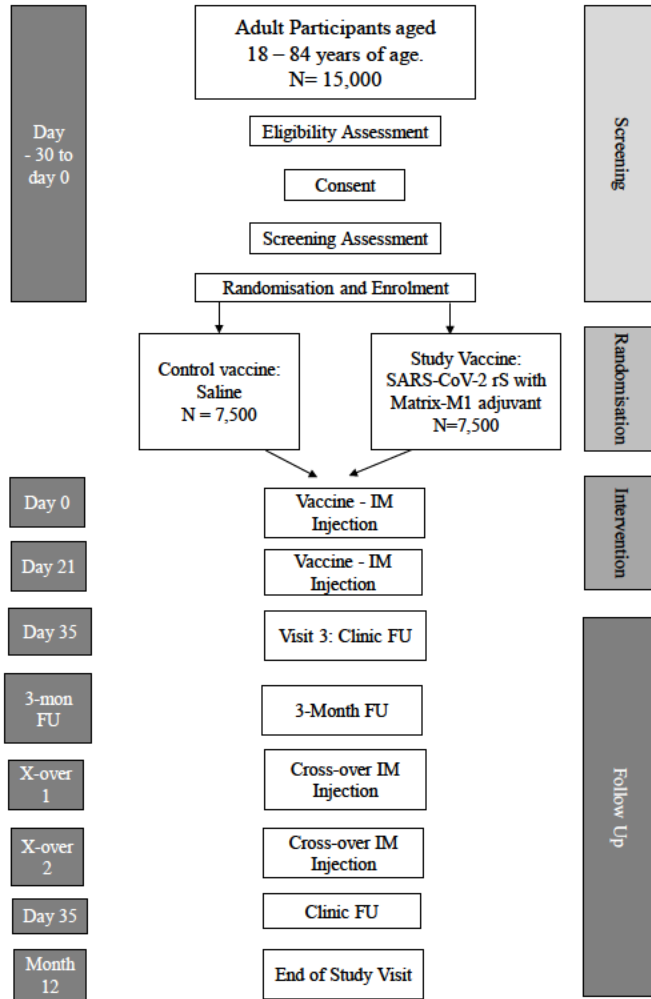 Adult Participants aged
18 – 84 years of age.
N= 15,000
Day
- 30 to
day 0
Screening
Eligibility Assessment
Consent
Screening Assessment
Randomisation and Enrolment
Control vaccine:
Saline
N = 7,500
Study Vaccine:
SARS-CoV-2 rS with
Matrix-M1 adjuvant
N=7,500
Randomisation
Day 0
Vaccine - IM
Injection
Intervention
Day 21
Vaccine - IM
Injection
Day 35
Visit 3: Clinic FU
Follow Up
3-mon
FU
3-Month FU
X-over
1
Cross-over IM
Injection
X-over
2
Cross-over IM
Injection
Day 35
Clinic FU
Month
12
End of Study Visit